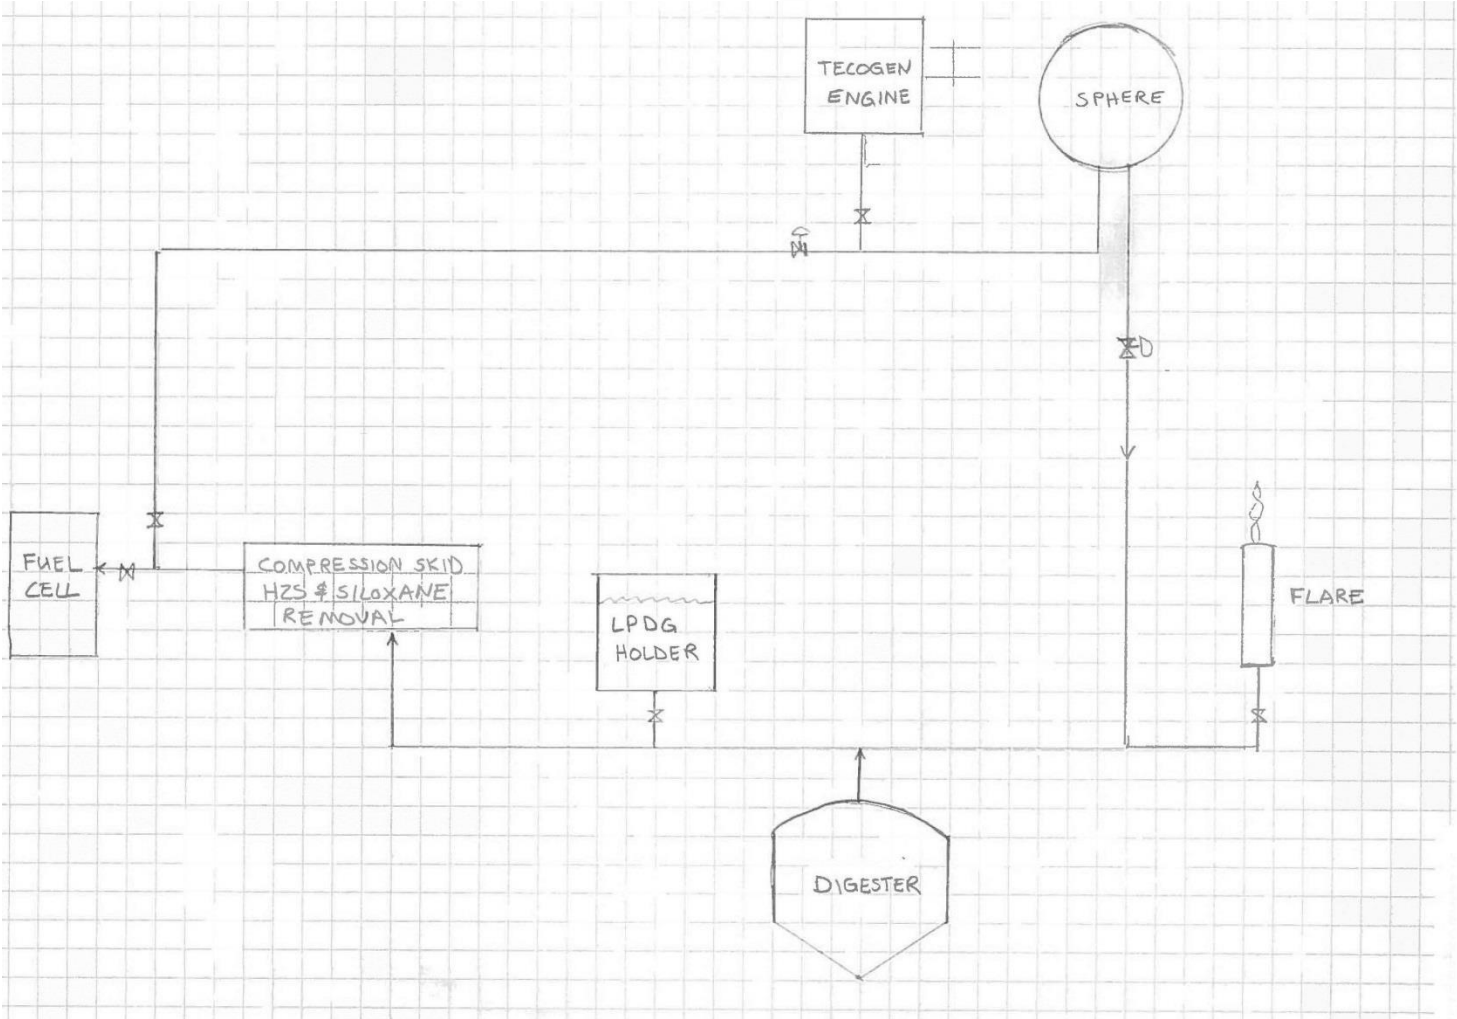 TECOGEN
ENGINE
SPHERE
FUEL
CELL
COMPRESSION SKID
H2S & SILOXANE
REMOVAL
LPDG
HOLDER
FLARE
DIGESTER